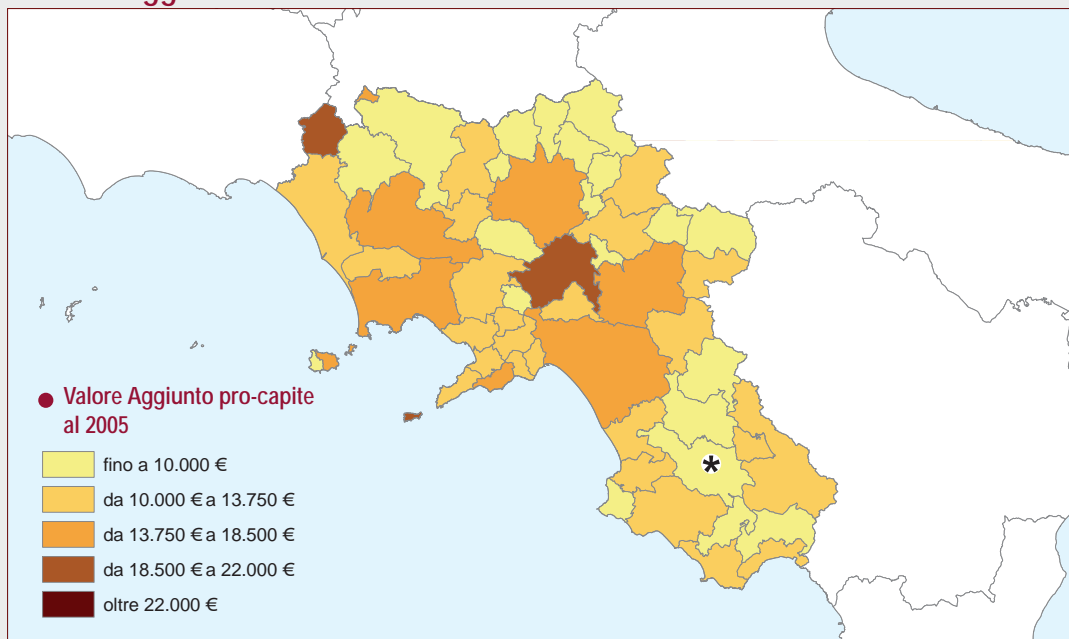 Valore Aggiunto pro-capite
al 2005
fino a 10.000 €
da 10.000 € a 13.750 €
da 13.750 € a 18.500 €
da 18.500 € a 22.000 €
oltre 22.000 €
*